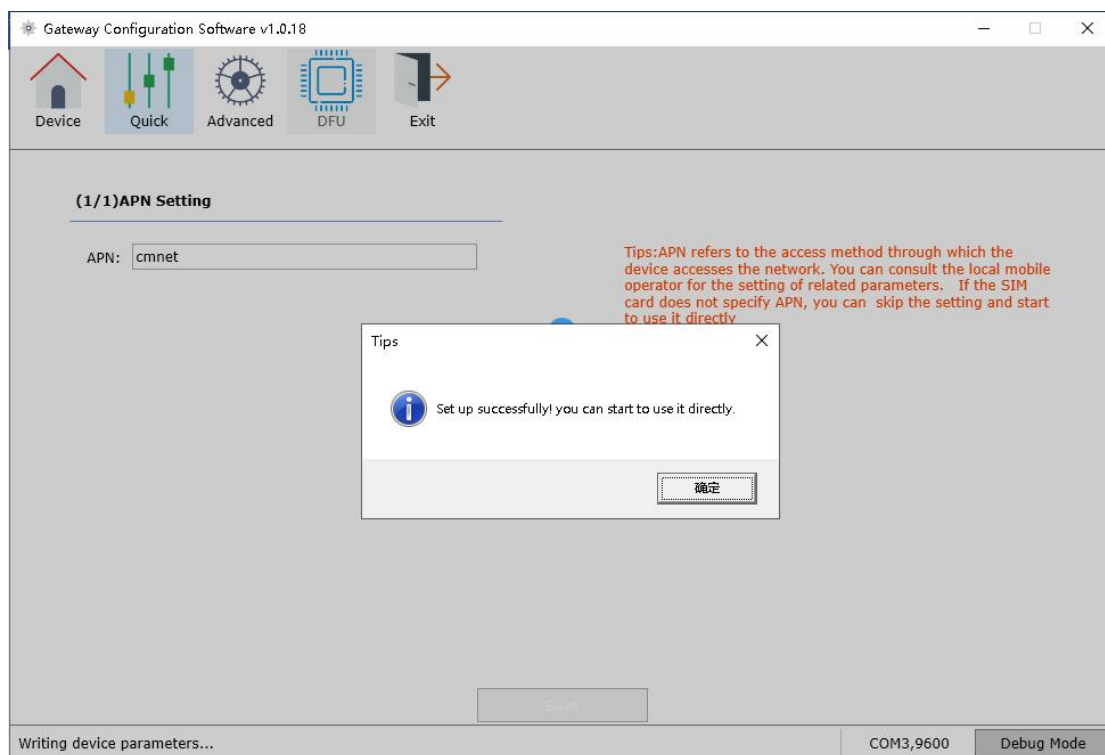 Gateway Configuration Software v1.0.18
Device Quick Advanced DFU Exit
(1/1)APN Setting
APN: cmnet
Tips:APN refers to the access method through which the
device accesses the network. You can consult the local mobile
operator for the setting of related parameters. If the SIM
card does not specify APN, you can skip the setting and start
to use it directly
Tips
Set up successfully! you can start to use it directly.
确定
Save
Writing device parameters... COM3,9600 Debug Mode